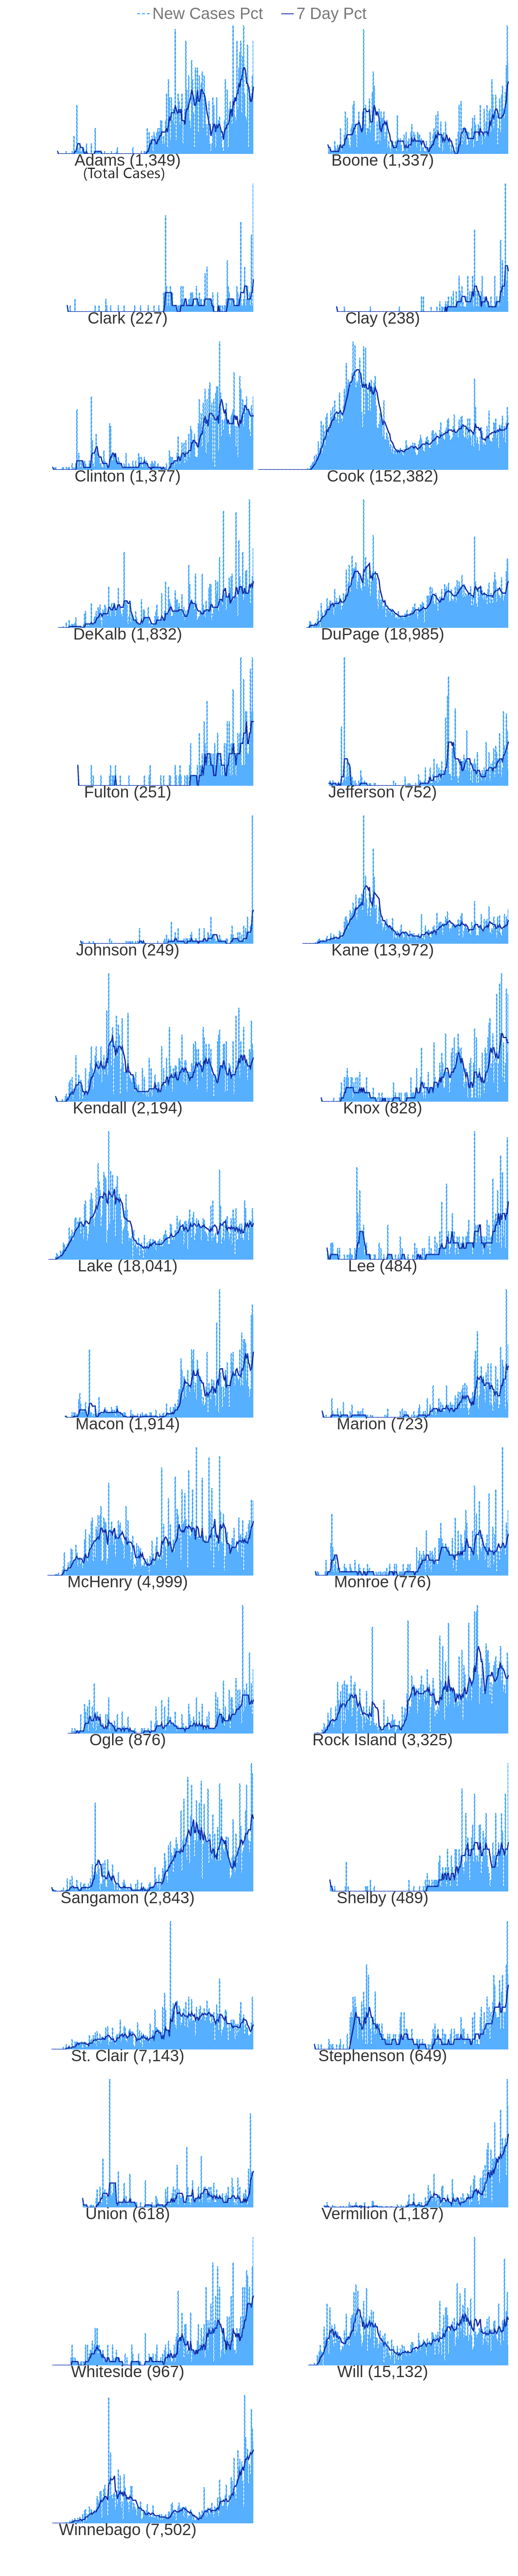 New Cases Pct 7 Day Pct
Adams (1,349) Boone (1,337)
(Total Cases)
Clark (227) Clay (238)
Clinton (1,377) Cook (152,382)
DeKalb (1,832) DuPage (18,985)
Fulton (251) Jefferson (752)
Johnson (249) Kane (13,972)
Kendall (2,194) Knox (828)
Lake (18,041) Lee (484)
Macon (1,914) Marion (723)
McHenry (4,999) Monroe (776)
Ogle (876) Rock Island (3,325)
Sangamon (2,843) Shelby (489)
St. Clair (7,143) Stephenson (649)
Union (618) Vermilion (1,187)
Whiteside (967) Will (15,132)
Winnebago (7,502)